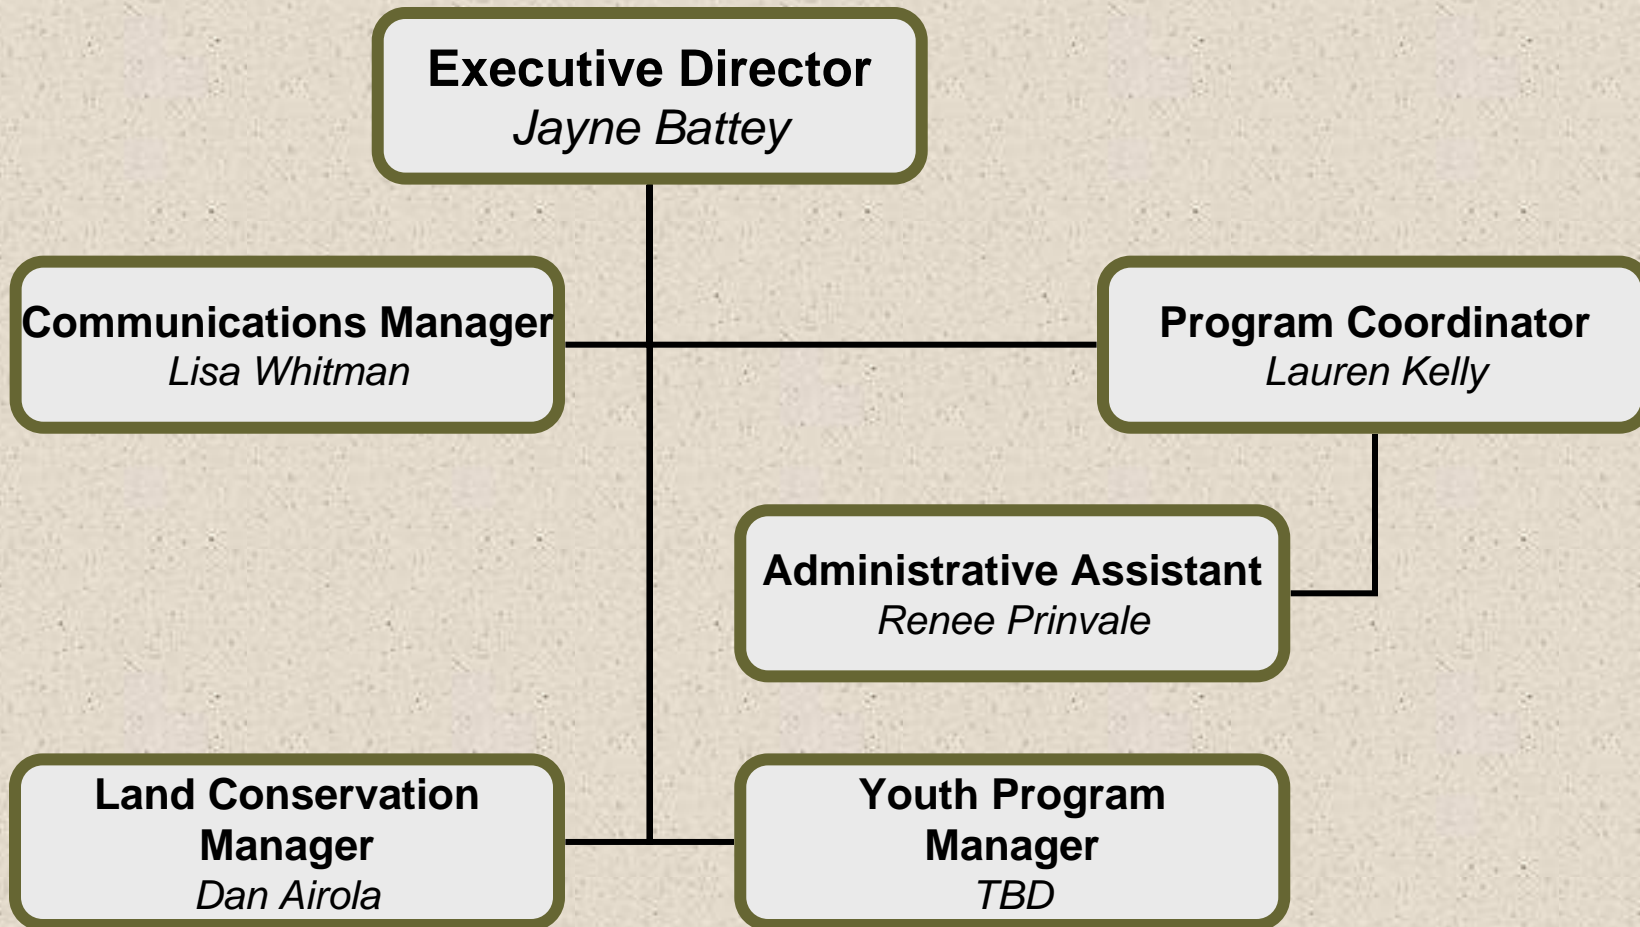 Executive Director
Jayne Battey
Communications Manager
Lisa Whitman
Program Coordinator
Lauren Kelly
Administrative Assistant
Renee Prinvale
Land Conservation
Manager
Dan Airola
Youth Program
Manager
TBD